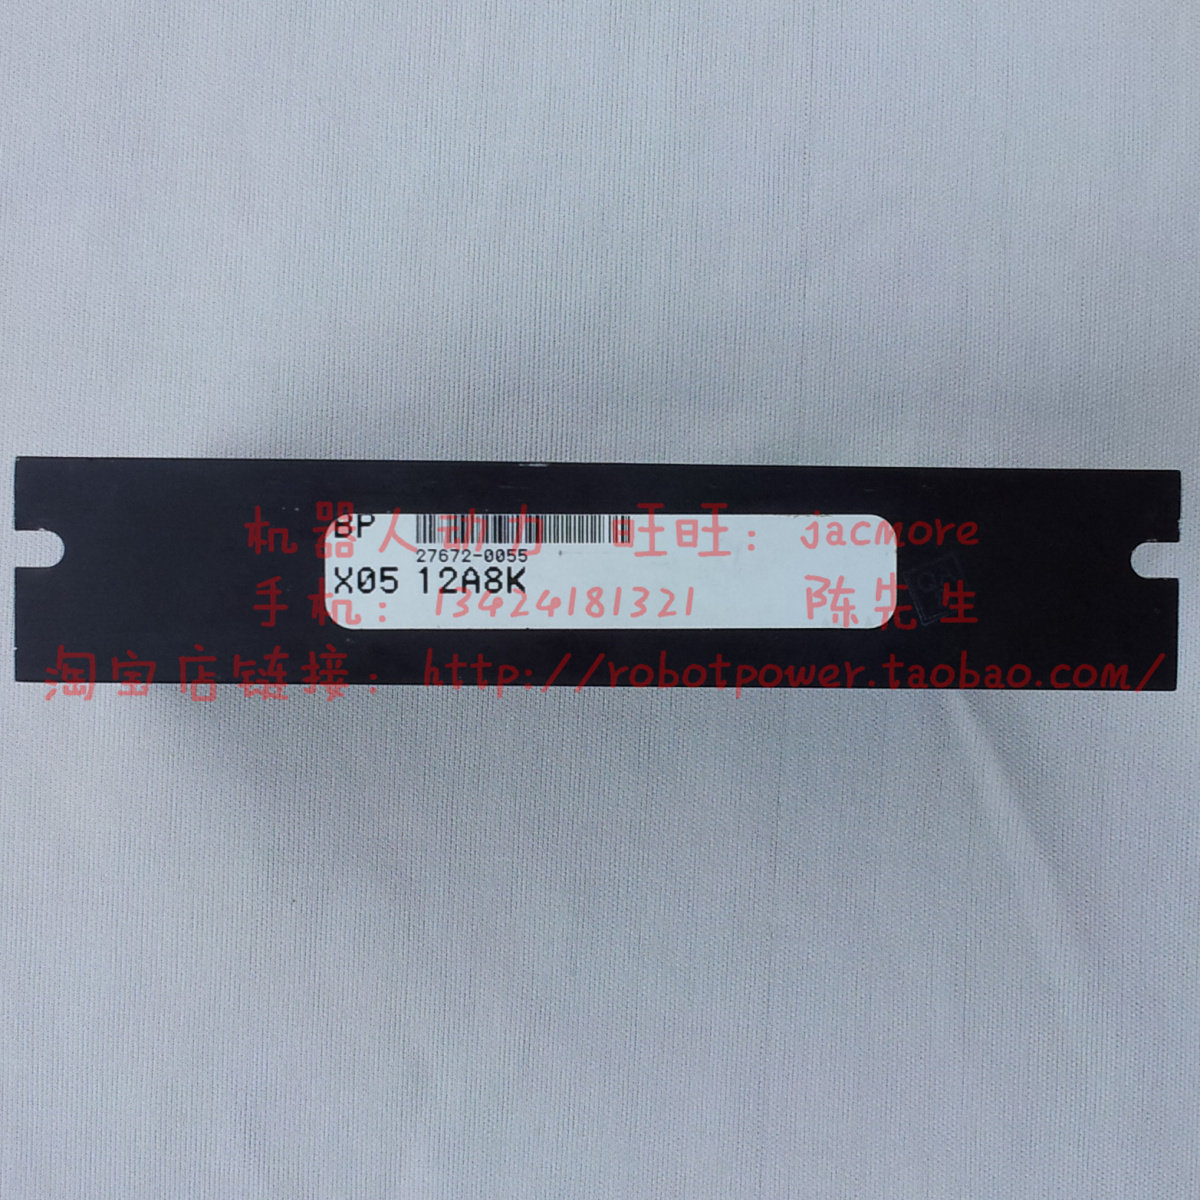 BP
机器人动力 旺旺: jacmore
27672-0055
X05 12A8K
手机: 13424181321 陈先生
淘宝店链接: http://robotpower.taobao.com/